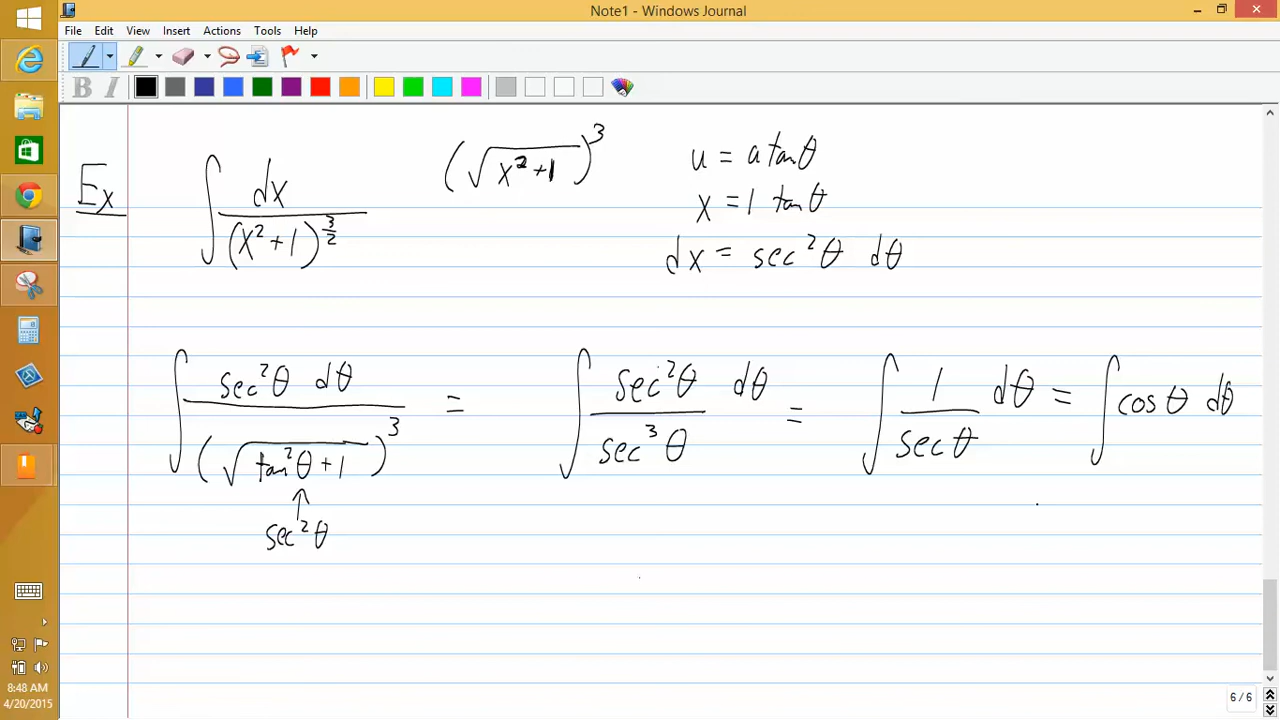 Note1 - Windows Journal
File Edit View Insert Actions Tools Help
B I
Ex ∫ dx / (x² + 1)^(3/2) (√(x² + 1))³ u = a tan θ
x = 1 tan θ
dx = sec² θ dθ
∫ sec² θ dθ / (√(tan² θ + 1))³ = ∫ sec² θ / sec³ θ dθ = ∫ 1 / sec θ dθ = ∫ cos θ dθ
↑
sec² θ
8:48 AM
4/20/2015
6 / 6